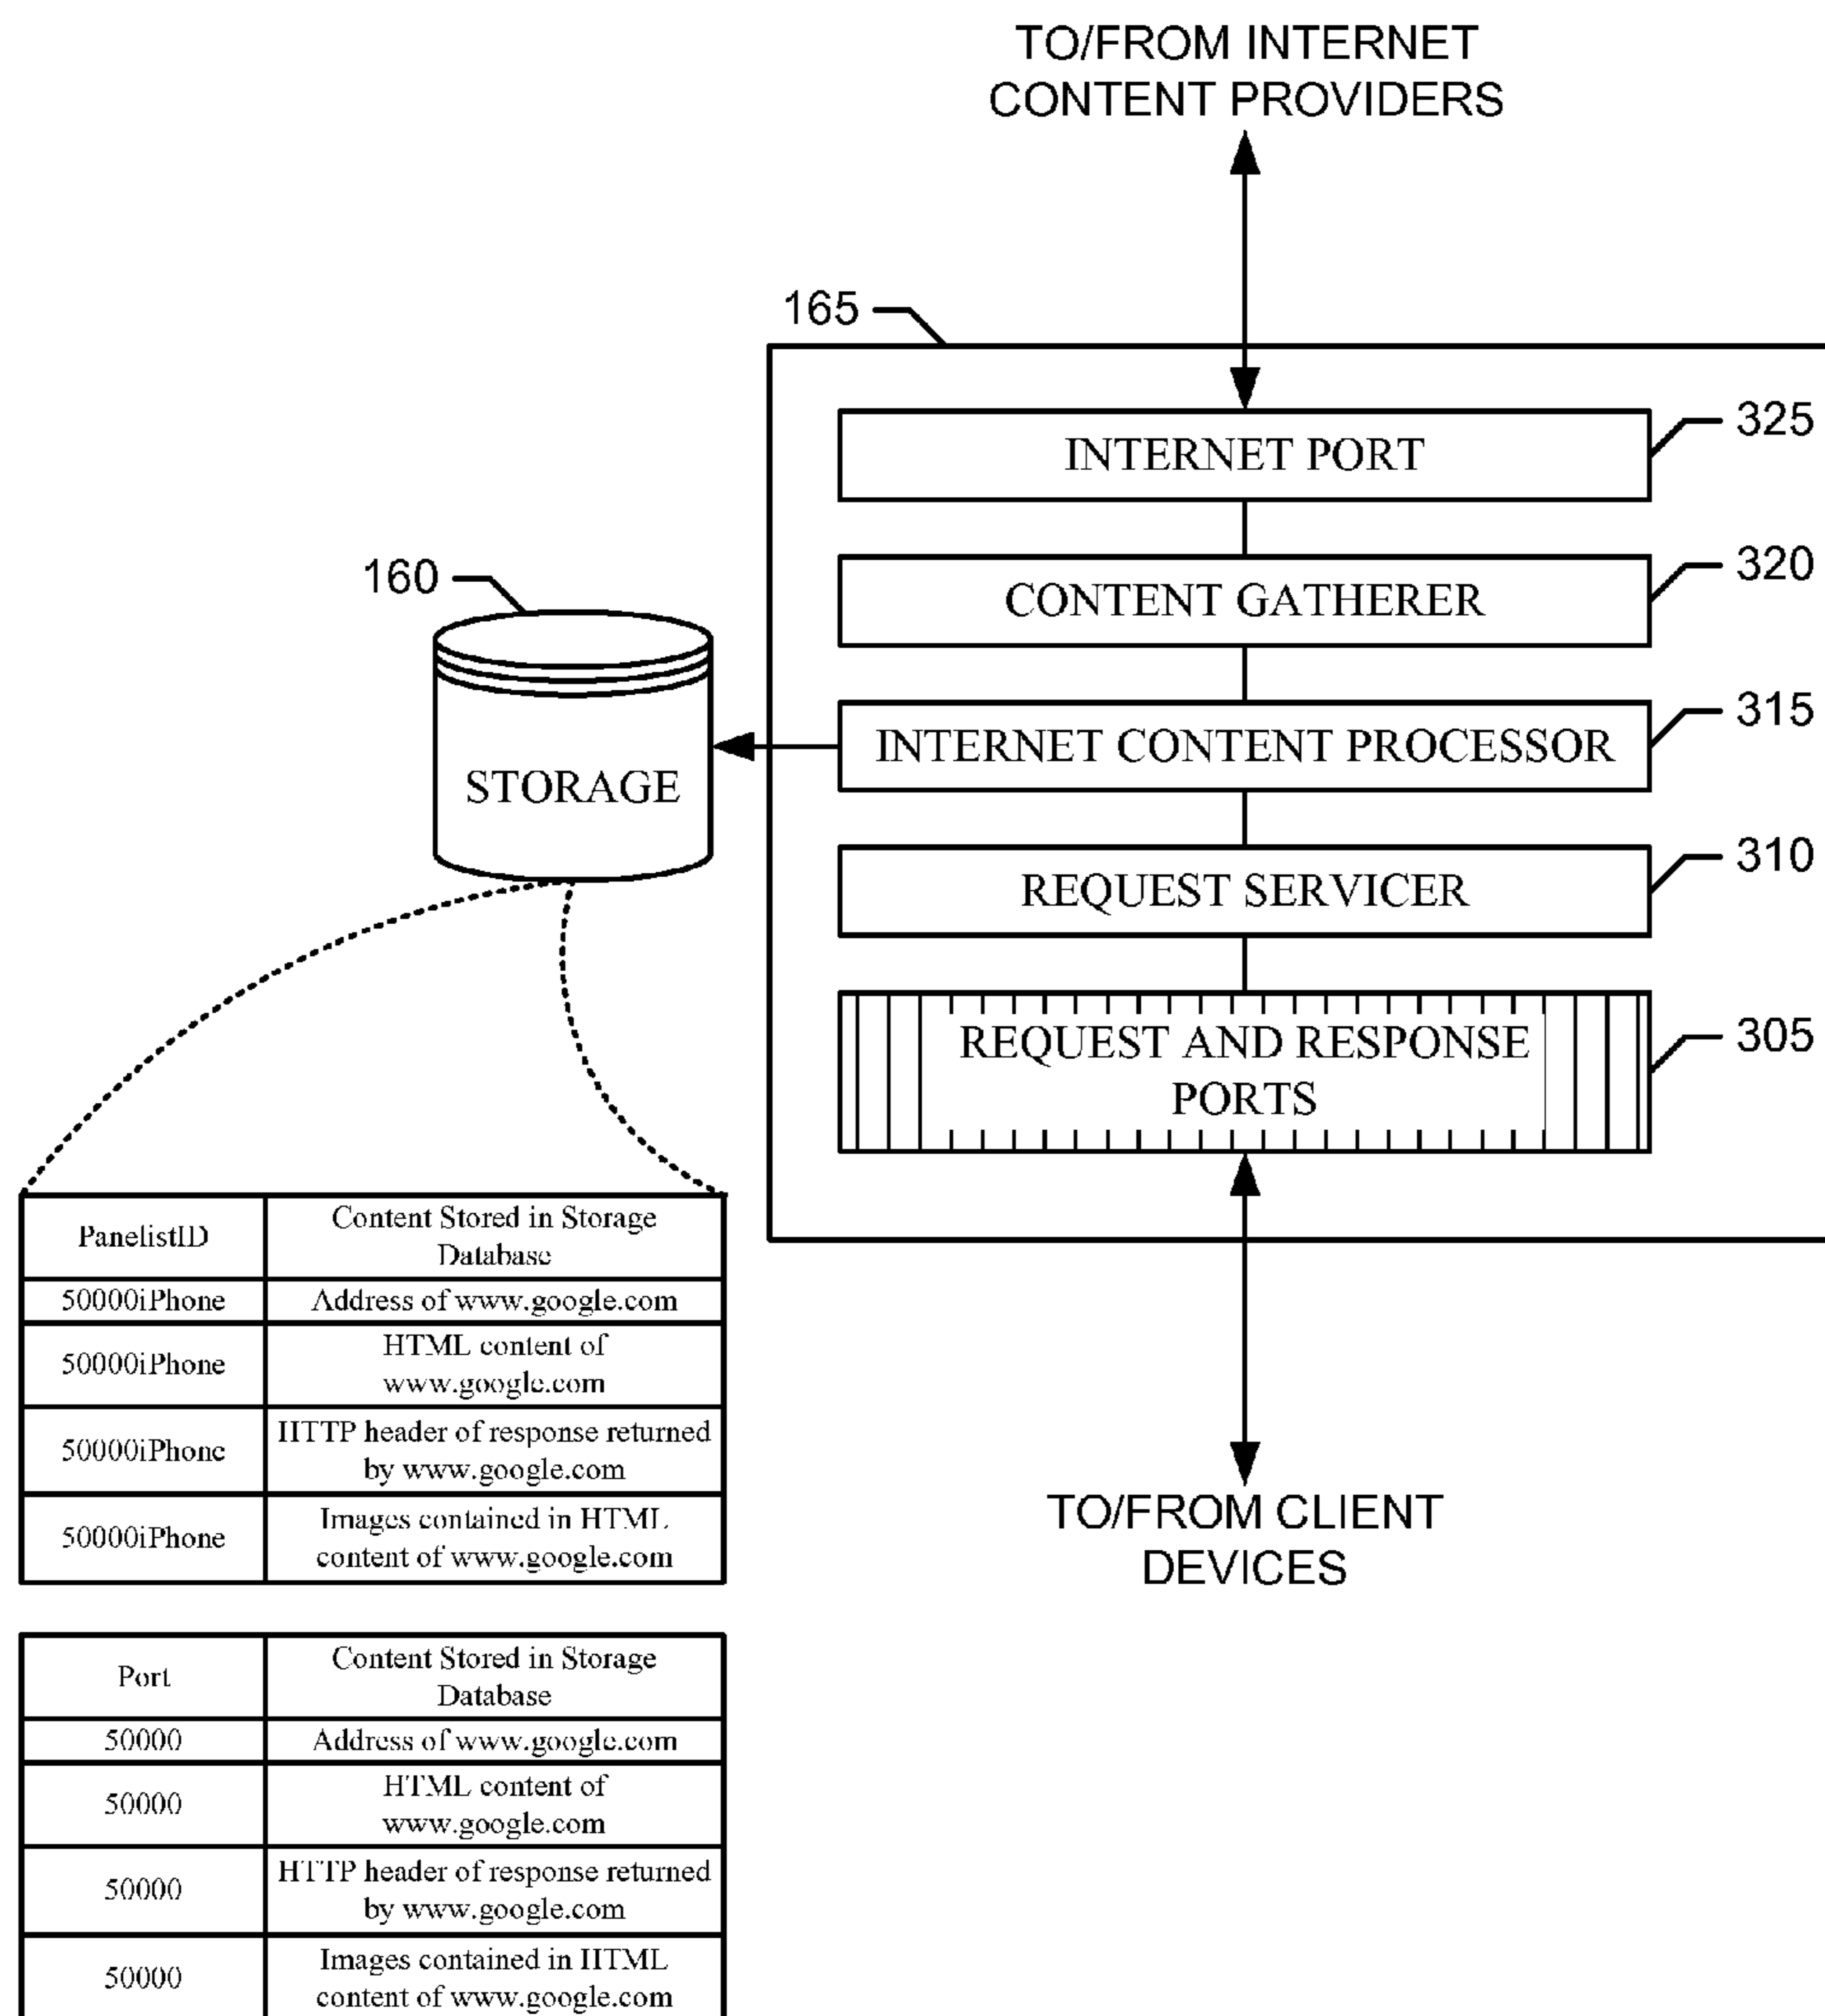 TO/FROM INTERNET
CONTENT PROVIDERS
165
INTERNET PORT
325
CONTENT GATHERER
320
160
INTERNET CONTENT PROCESSOR
315
STORAGE
REQUEST SERVICER
310
REQUEST AND RESPONSE
PORTS
305
TO/FROM CLIENT
DEVICES
PanelistID
Content Stored in Storage
Database
50000iPhone
Address of www.google.com
50000iPhone
HTML content of
www.google.com
50000iPhone
HTTP header of response returned
by www.google.com
50000iPhone
Images contained in HTML
content of www.google.com
Port
Content Stored in Storage
Database
50000
Address of www.google.com
50000
HTML content of
www.google.com
50000
HTTP header of response returned
by www.google.com
50000
Images contained in HTML
content of www.google.com